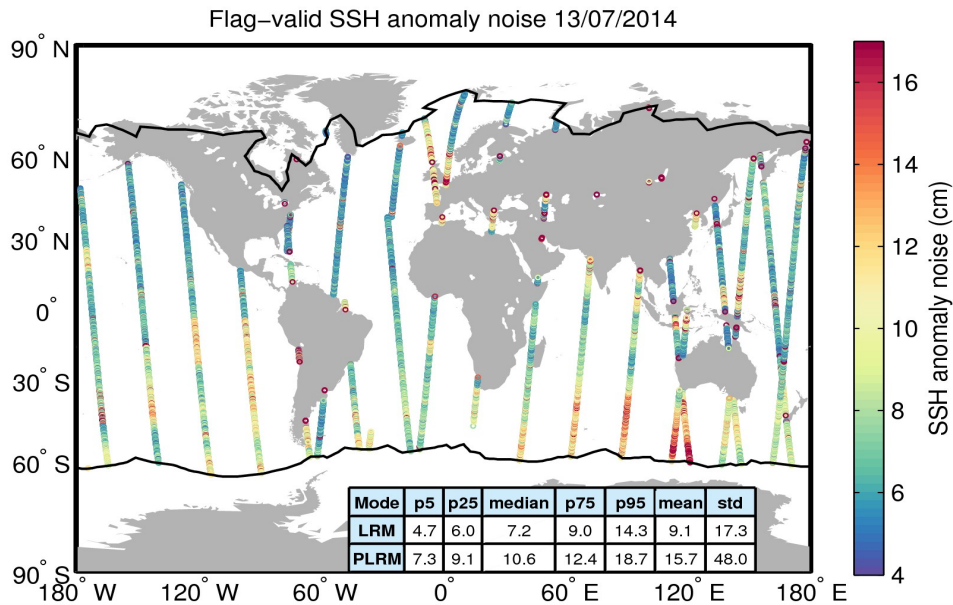 Flag−valid SSH anomaly noise 13/07/2014
90° N
60° N
30° N
0°
30° S
60° S
90° S
180° W
120° W
60° W
0°
60° E
120° E
180° E
Mode p5 p25 median p75 p95 mean std
LRM 4.7 6.0 7.2 9.0 14.3 9.1 17.3
PLRM 7.3 9.1 10.6 12.4 18.7 15.7 48.0
16
14
12
10
8
6
4
SSH anomaly noise (cm)